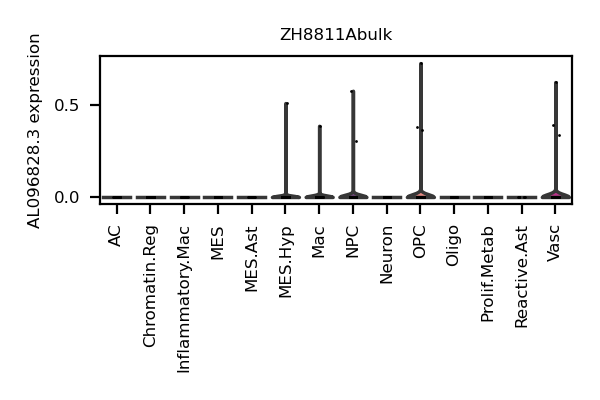 ZH8811Abulk
AL096828.3 expression
0.5
0.0
AC
Chromatin.Reg
Inflammatory.Mac
MES
MES.Ast
MES.Hyp
Mac
NPC
Neuron
OPC
Oligo
Prolif.Metab
Reactive.Ast
Vasc